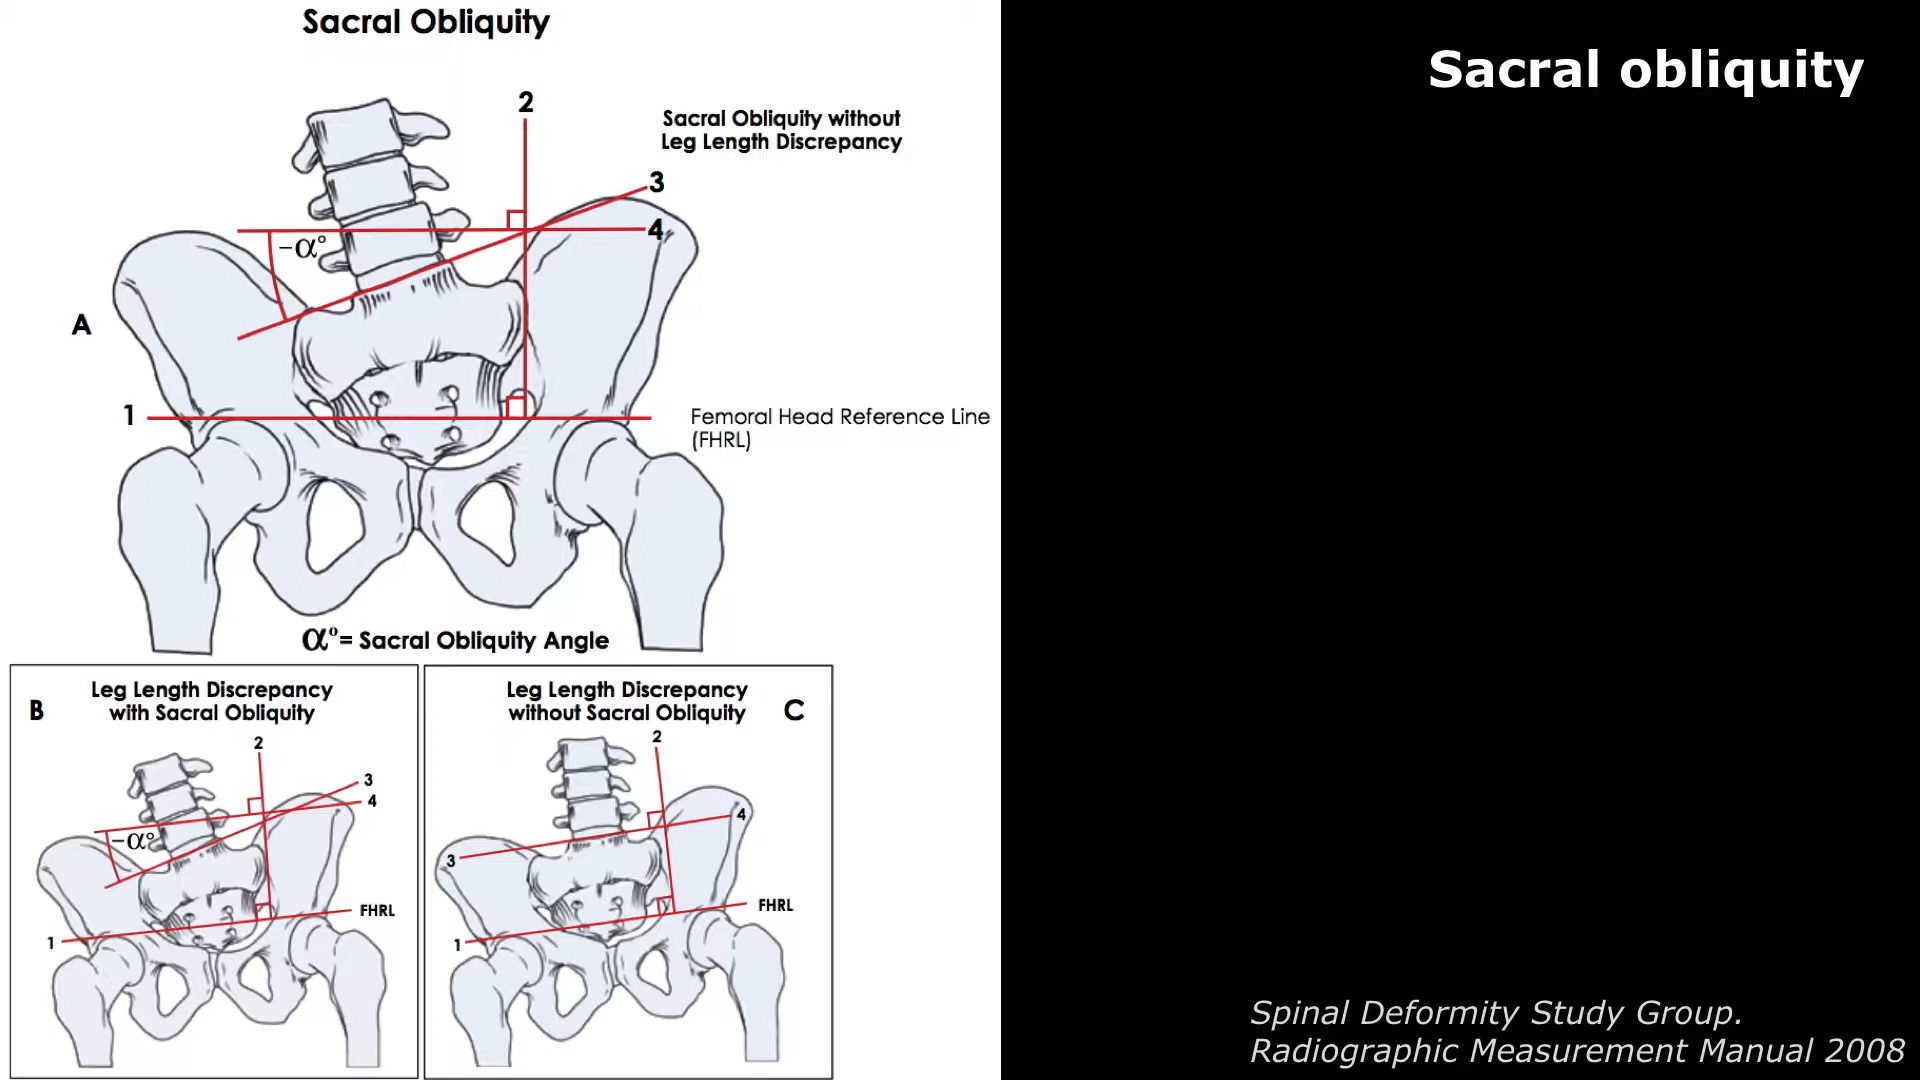 Sacral Obliquity
Sacral obliquity
2
Sacral Obliquity without
Leg Length Discrepancy
3
4
−α°
A
1
Femoral Head Reference Line
(FHRL)
α°= Sacral Obliquity Angle
B
Leg Length Discrepancy
with Sacral Obliquity
2
3
4
−α°
FHRL
1
Leg Length Discrepancy
without Sacral Obliquity
C
2
4
3
FHRL
1
Spinal Deformity Study Group.
Radiographic Measurement Manual 2008